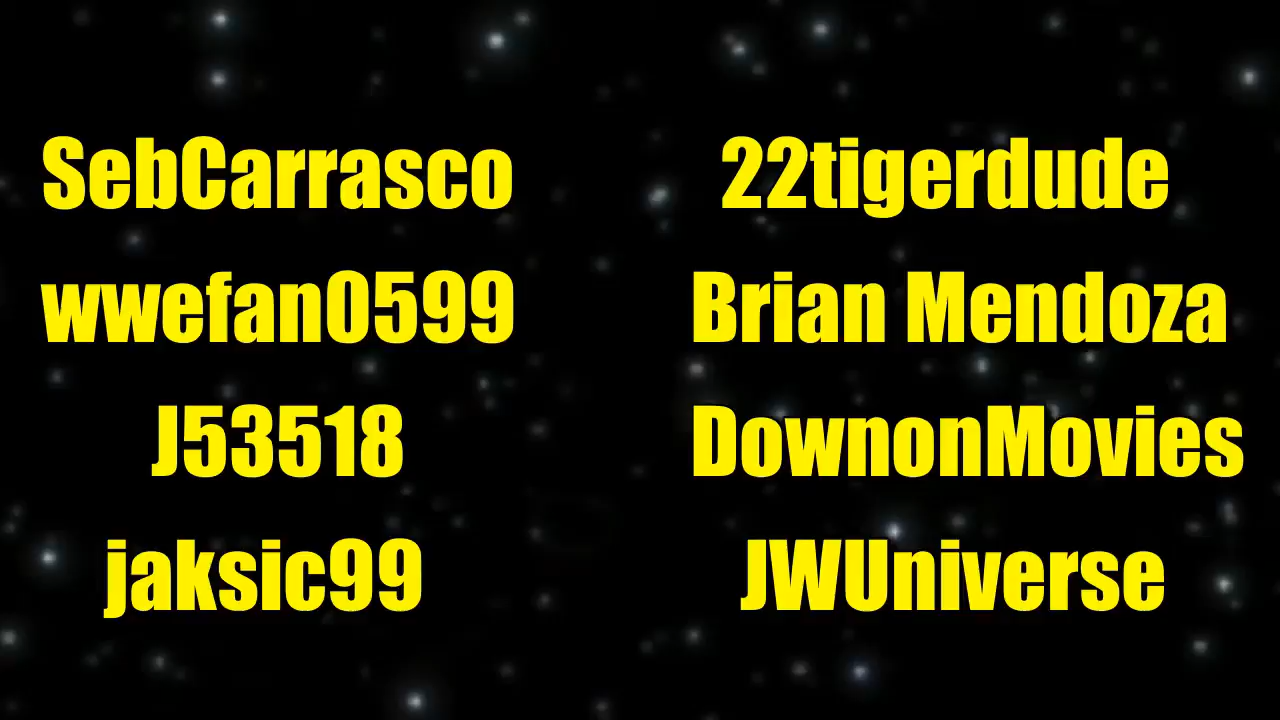 SebCarrasco
wwefan0599
J53518
jaksic99
22tigerdude
Brian Mendoza
DownonMovies
JWUniverse